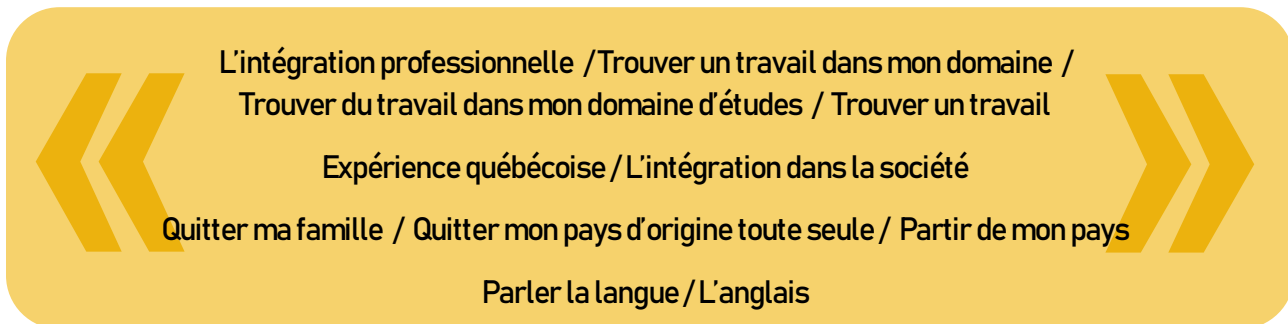 L'intégration professionnelle / Trouver un travail dans mon domaine /
Trouver du travail dans mon domaine d'études / Trouver un travail
Expérience québécoise / L'intégration dans la société
Quitter ma famille / Quitter mon pays d'origine toute seule / Partir de mon pays
Parler la langue / L'anglais